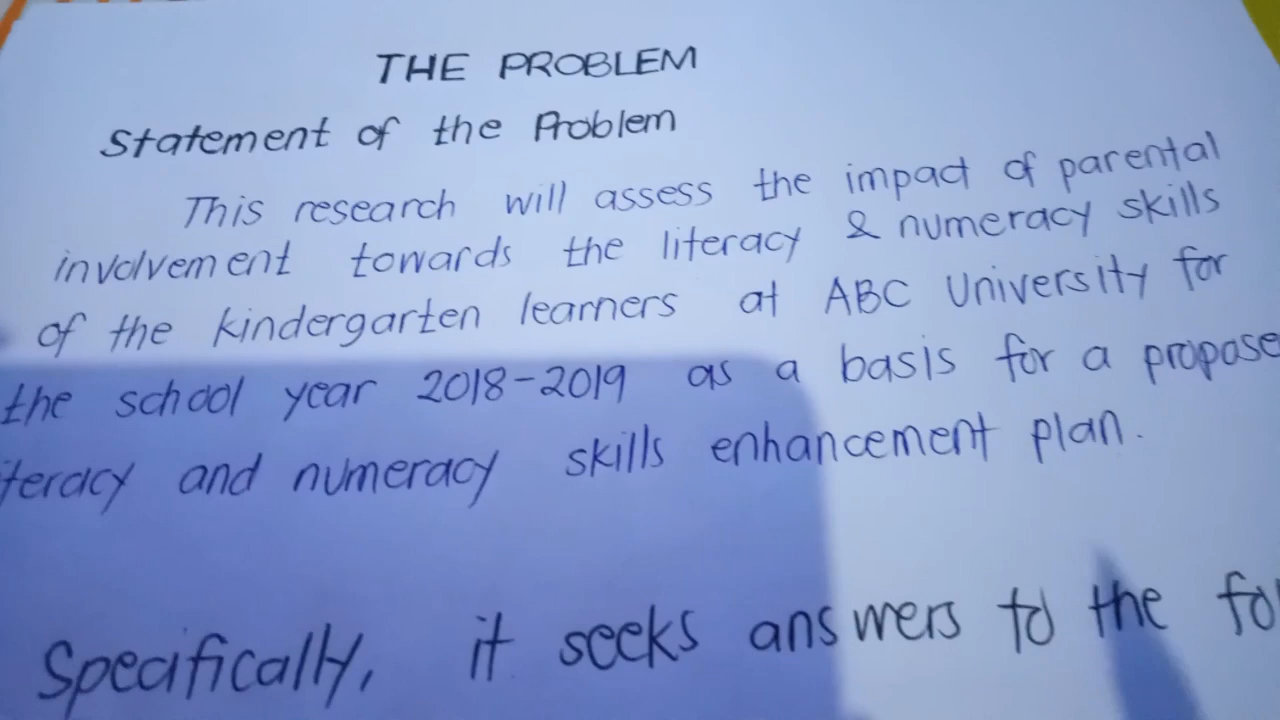 THE PROBLEM
Statement of the Problem
This research will assess the impact of parental
involvement towards the literacy & numeracy skills
of the kindergarten learners at ABC University for
the school year 2018-2019 as a basis for a propose
teracy and numeracy skills enhancement plan.
Specifically, it seeks answers to the fo